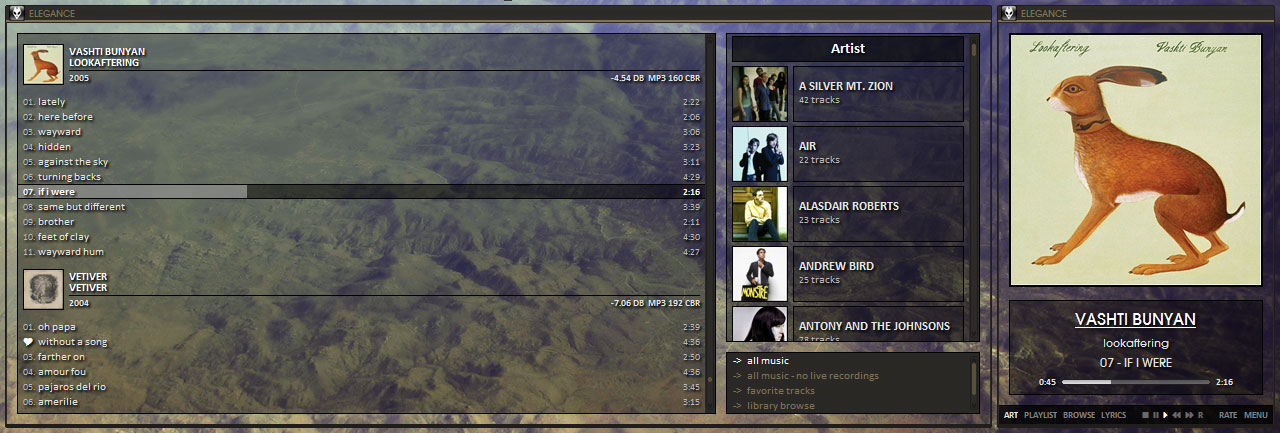 ELEGANCE
VASHTI BUNYAN
LOOKAFTERING
2005 -4.54 DB MP3 160 CBR
01. lately 2:22
02. here before 2:06
03. wayward 3:06
04. hidden 3:23
05. against the sky 3:11
06. turning backs 4:29
07. if i were 2:16
08. same but different 3:39
09. brother 2:11
10. feet of clay 4:30
11. wayward hum 4:27
VETIVER
VETIVER
2004 -7.06 DB MP3 192 CBR
01. oh papa 2:39
without a song 4:36
03. farther on 2:50
04. amour fou 4:36
05. pajaros del rio 3:45
06. amerilie 3:15
Artist
A SILVER MT. ZION
42 tracks
AIR
22 tracks
ALASDAIR ROBERTS
23 tracks
ANDREW BIRD
25 tracks
MONSTRE
ANTONY AND THE JOHNSONS
28 tracks
-> all music
-> all music - no live recordings
-> favorite tracks
-> library browse
ELEGANCE
Lookaftering Vashti Bunyan
VASHTI BUNYAN
lookaftering
07 - IF I WERE
0:45 2:16
ART PLAYLIST BROWSE LYRICS R RATE MENU